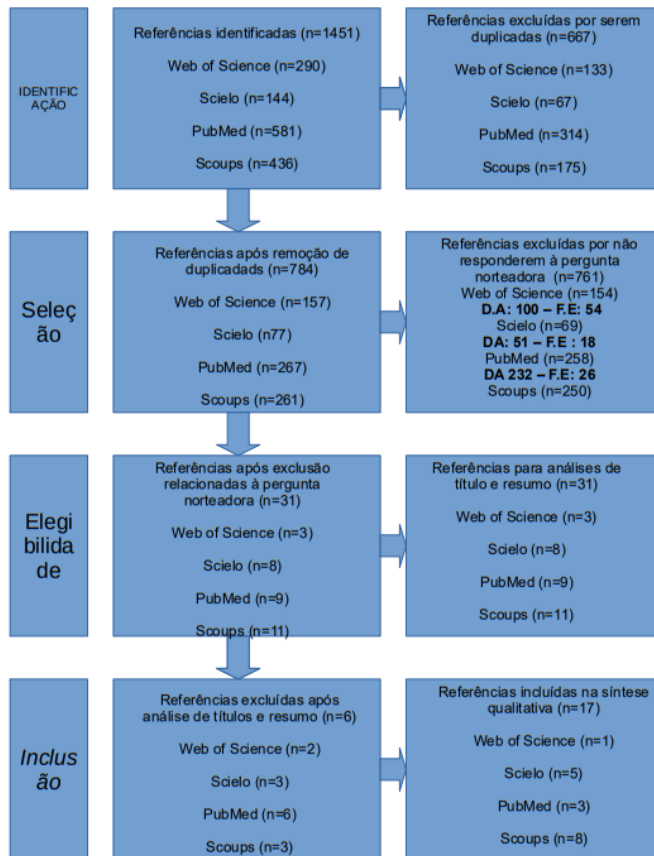 IDENTIFIC
AÇÃO
Referências identificadas (n=1451)
Web of Science (n=290)
Scielo (n=144)
PubMed (n=581)
Scoups (n=436)
Referências excluídas por serem
duplicadas (n=667)
Web of Science (n=133)
Scielo (n=67)
PubMed (n=314)
Scoups (n=175)
Seleç
ão
Referências após remoção de
duplicadads (n=784)
Web of Science (n=157)
Scielo (n77)
PubMed (n=267)
Scoups (n=261)
Referências excluídas por não
responderem à pergunta
norteadora (n=761)
Web of Science (n=154)
D.A: 100 – F.E: 54
Scielo (n=69)
DA: 51 – F.E : 18
PubMed (n=258)
DA 232 – F.E: 26
Scoups (n=250)
Elegi
bilida
de
Referências após exclusão
relacionadas à pergunta
norteadora (n=31)
Web of Science (n=3)
Scielo (n=8)
PubMed (n=9)
Scoups (n=11)
Referências para análises de
título e resumo (n=31)
Web of Science (n=3)
Scielo (n=8)
PubMed (n=9)
Scoups (n=11)
Inclus
ão
Referências excluídas após
análise de títulos e resumo (n=6)
Web of Science (n=2)
Scielo (n=3)
PubMed (n=6)
Scoups (n=3)
Referências incluídas na síntese
qualitativa (n=17)
Web of Science (n=1)
Scielo (n=5)
PubMed (n=3)
Scoups (n=8)